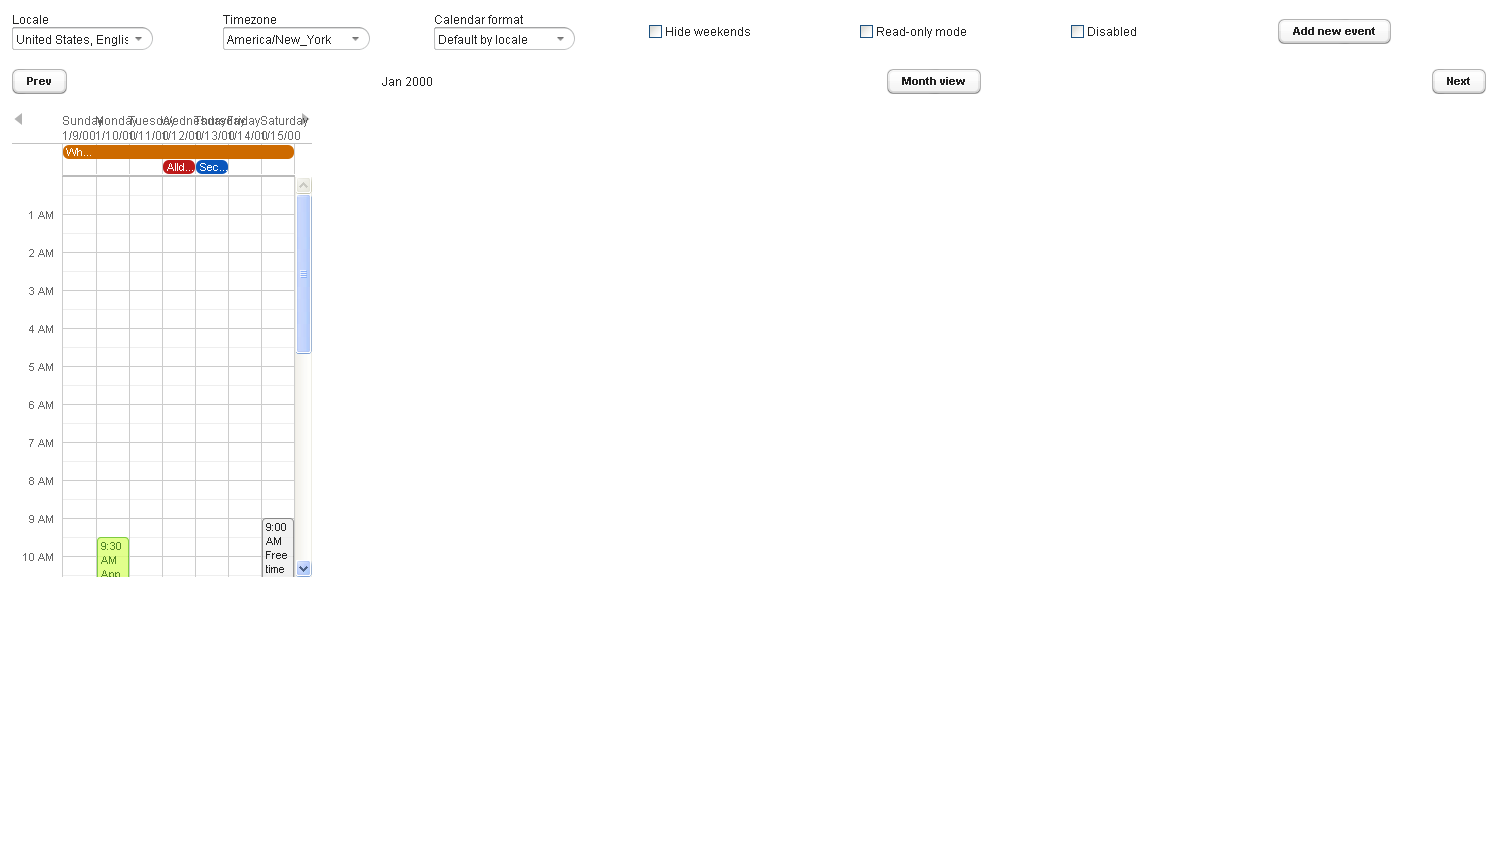 Locale
Timezone
Calendar format
United States, Englis
America/New_York
Default by locale
Hide weekends
Read-only mode
Disabled
Add new event
Prev
Jan 2000
Month view
Next
Sunday Monday Tuesday Wednesday Thursday Friday Saturday
1/9/00 1/10/00 1/11/00 1/12/00 1/13/00 1/14/00 1/15/00
Wh...
Alld... Sec...
1 AM
2 AM
3 AM
4 AM
5 AM
6 AM
7 AM
8 AM
9 AM
10 AM
9:30
AM
App
9:00
AM
Free
time